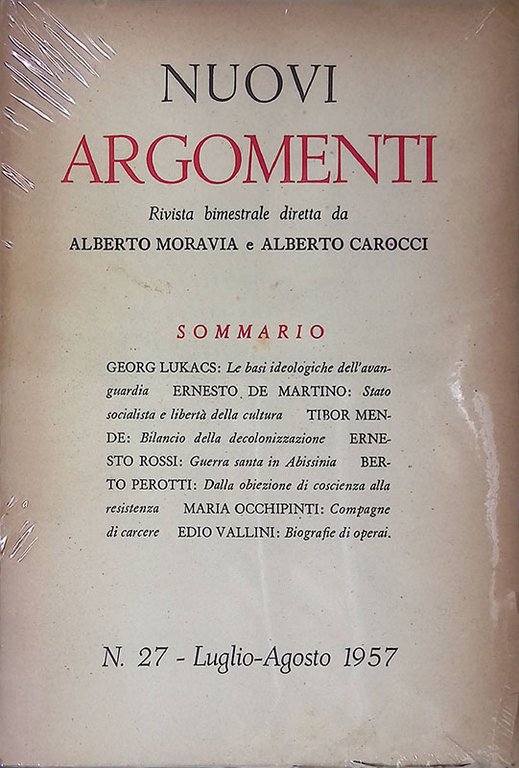 NUOVI
ARGOMENTI
Rivista bimestrale diretta da
ALBERTO MORAVIA e ALBERTO CAROCCI
SOMMARIO
GEORG LUKACS: Le basi ideologiche dell'avan-
guardia ERNESTO DE MARTINO: Stato
socialista e libertà della cultura TIBOR MEN-
DE: Bilancio della decolonizzazione ERNE-
STO ROSSI: Guerra santa in Abissinia BER-
TO PEROTTI: Dalla obiezione di coscienza alla
resistenza MARIA OCCHIPINTI: Compagne
di carcere EDIO VALLINI: Biografie di operai.
N. 27 - Luglio-Agosto 1957